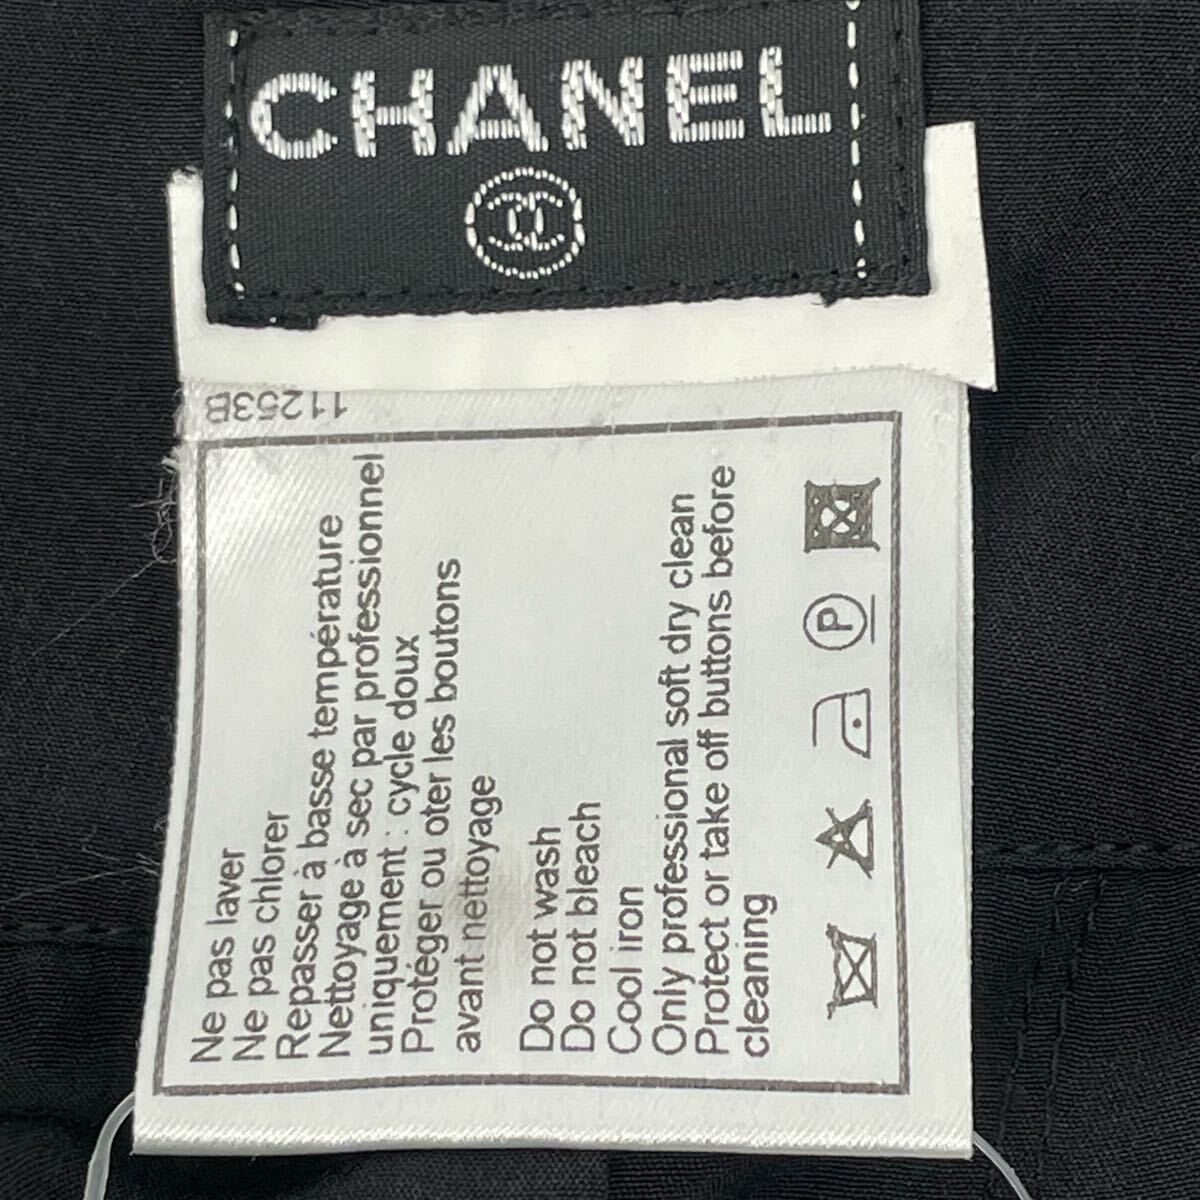 CHANEL
11253B
Ne pas laver
Ne pas chlorer
Repasser à basse température
Nettoyage à sec par professionnel
uniquement : cycle doux
Protéger ou oter les boutons
avant nettoyage
Do not wash
Do not bleach
Cool iron
Only professional soft dry clean
Protect or take off buttons before
cleaning
P